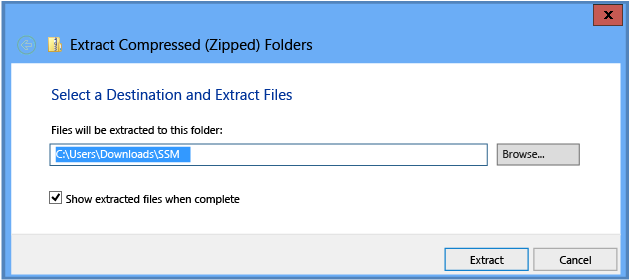 x
Extract Compressed (Zipped) Folders
Select a Destination and Extract Files
Files will be extracted to this folder:
C:\Users\Downloads\SSM
Browse...
Show extracted files when complete
Extract
Cancel